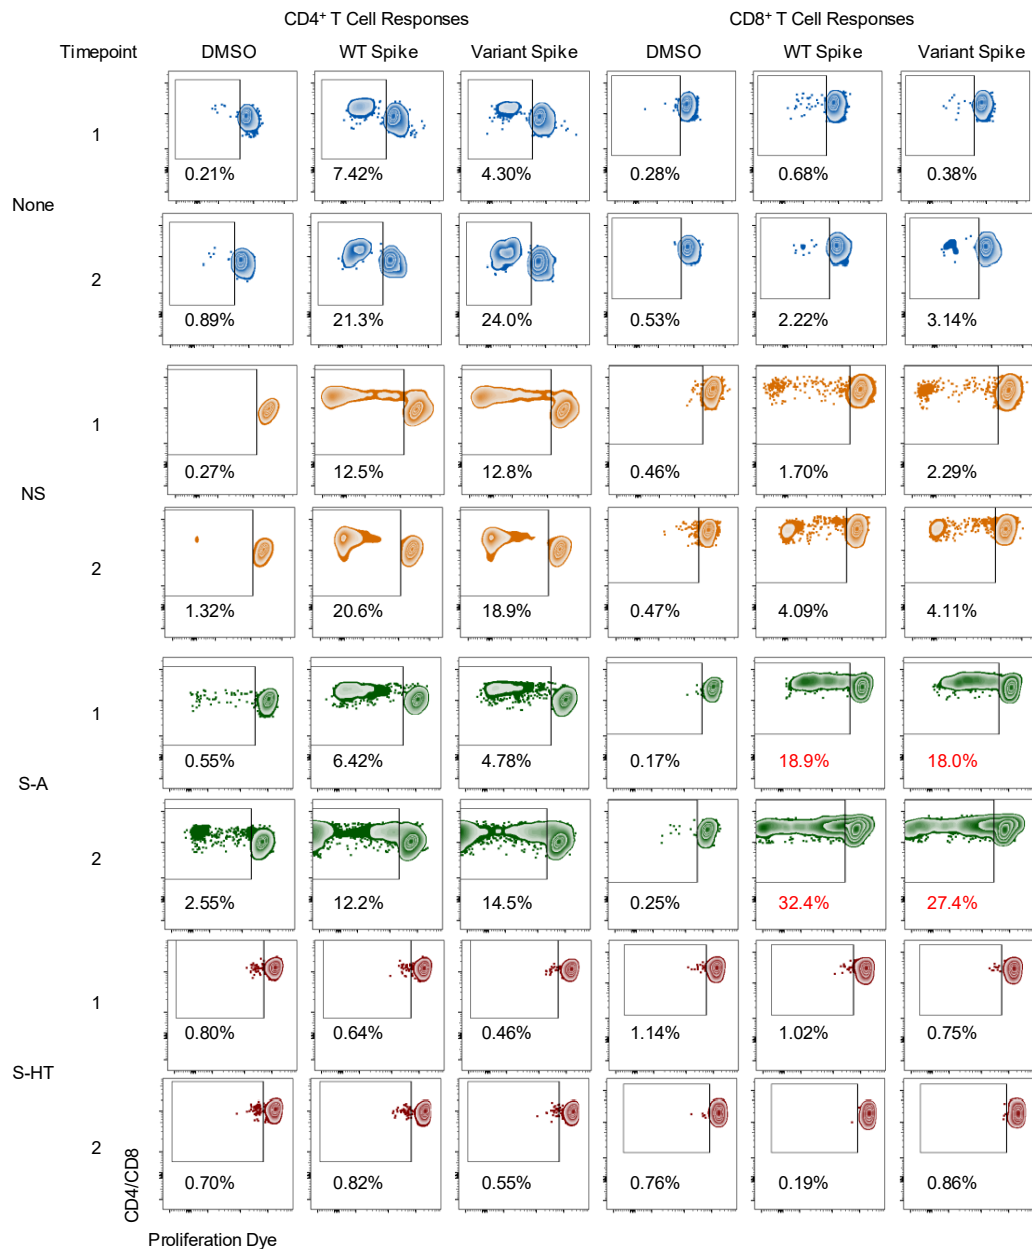 CD4⁺ T Cell Responses CD8⁺ T Cell Responses
Timepoint DMSO WT Spike Variant Spike DMSO WT Spike Variant Spike
1
0.21% 7.42% 4.30% 0.28% 0.68% 0.38%
None
2
0.89% 21.3% 24.0% 0.53% 2.22% 3.14%
1
0.27% 12.5% 12.8% 0.46% 1.70% 2.29%
NS
2
1.32% 20.6% 18.9% 0.47% 4.09% 4.11%
1
0.55% 6.42% 4.78% 0.17% 18.9% 18.0%
S-A
2
2.55% 12.2% 14.5% 0.25% 32.4% 27.4%
1
0.80% 0.64% 0.46% 1.14% 1.02% 0.75%
S-HT
2
0.70% 0.82% 0.55% 0.76% 0.19% 0.86%
CD4/CD8
Proliferation Dye